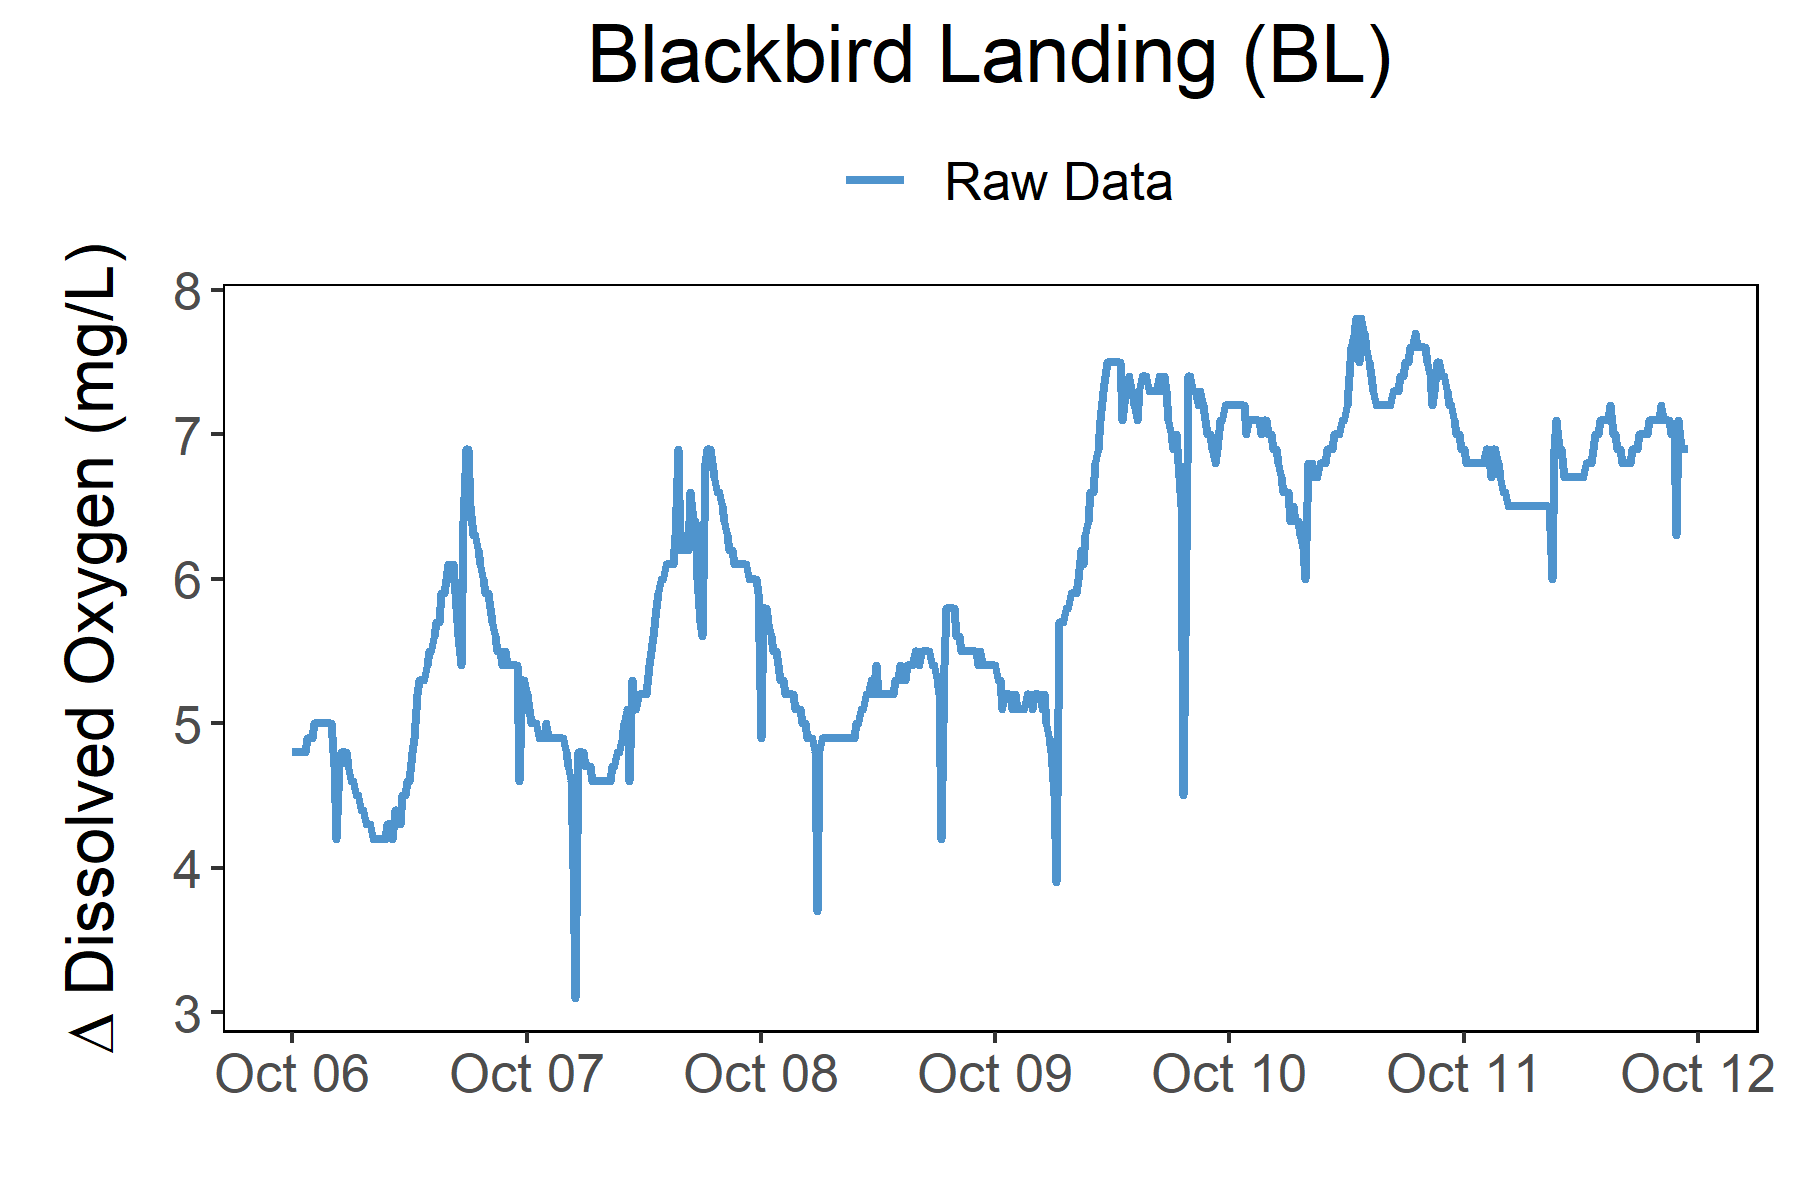 Blackbird Landing (BL)
Raw Data
Δ Dissolved Oxygen (mg/L)
8
7
6
5
4
3
Oct 06 Oct 07 Oct 08 Oct 09 Oct 10 Oct 11 Oct 12